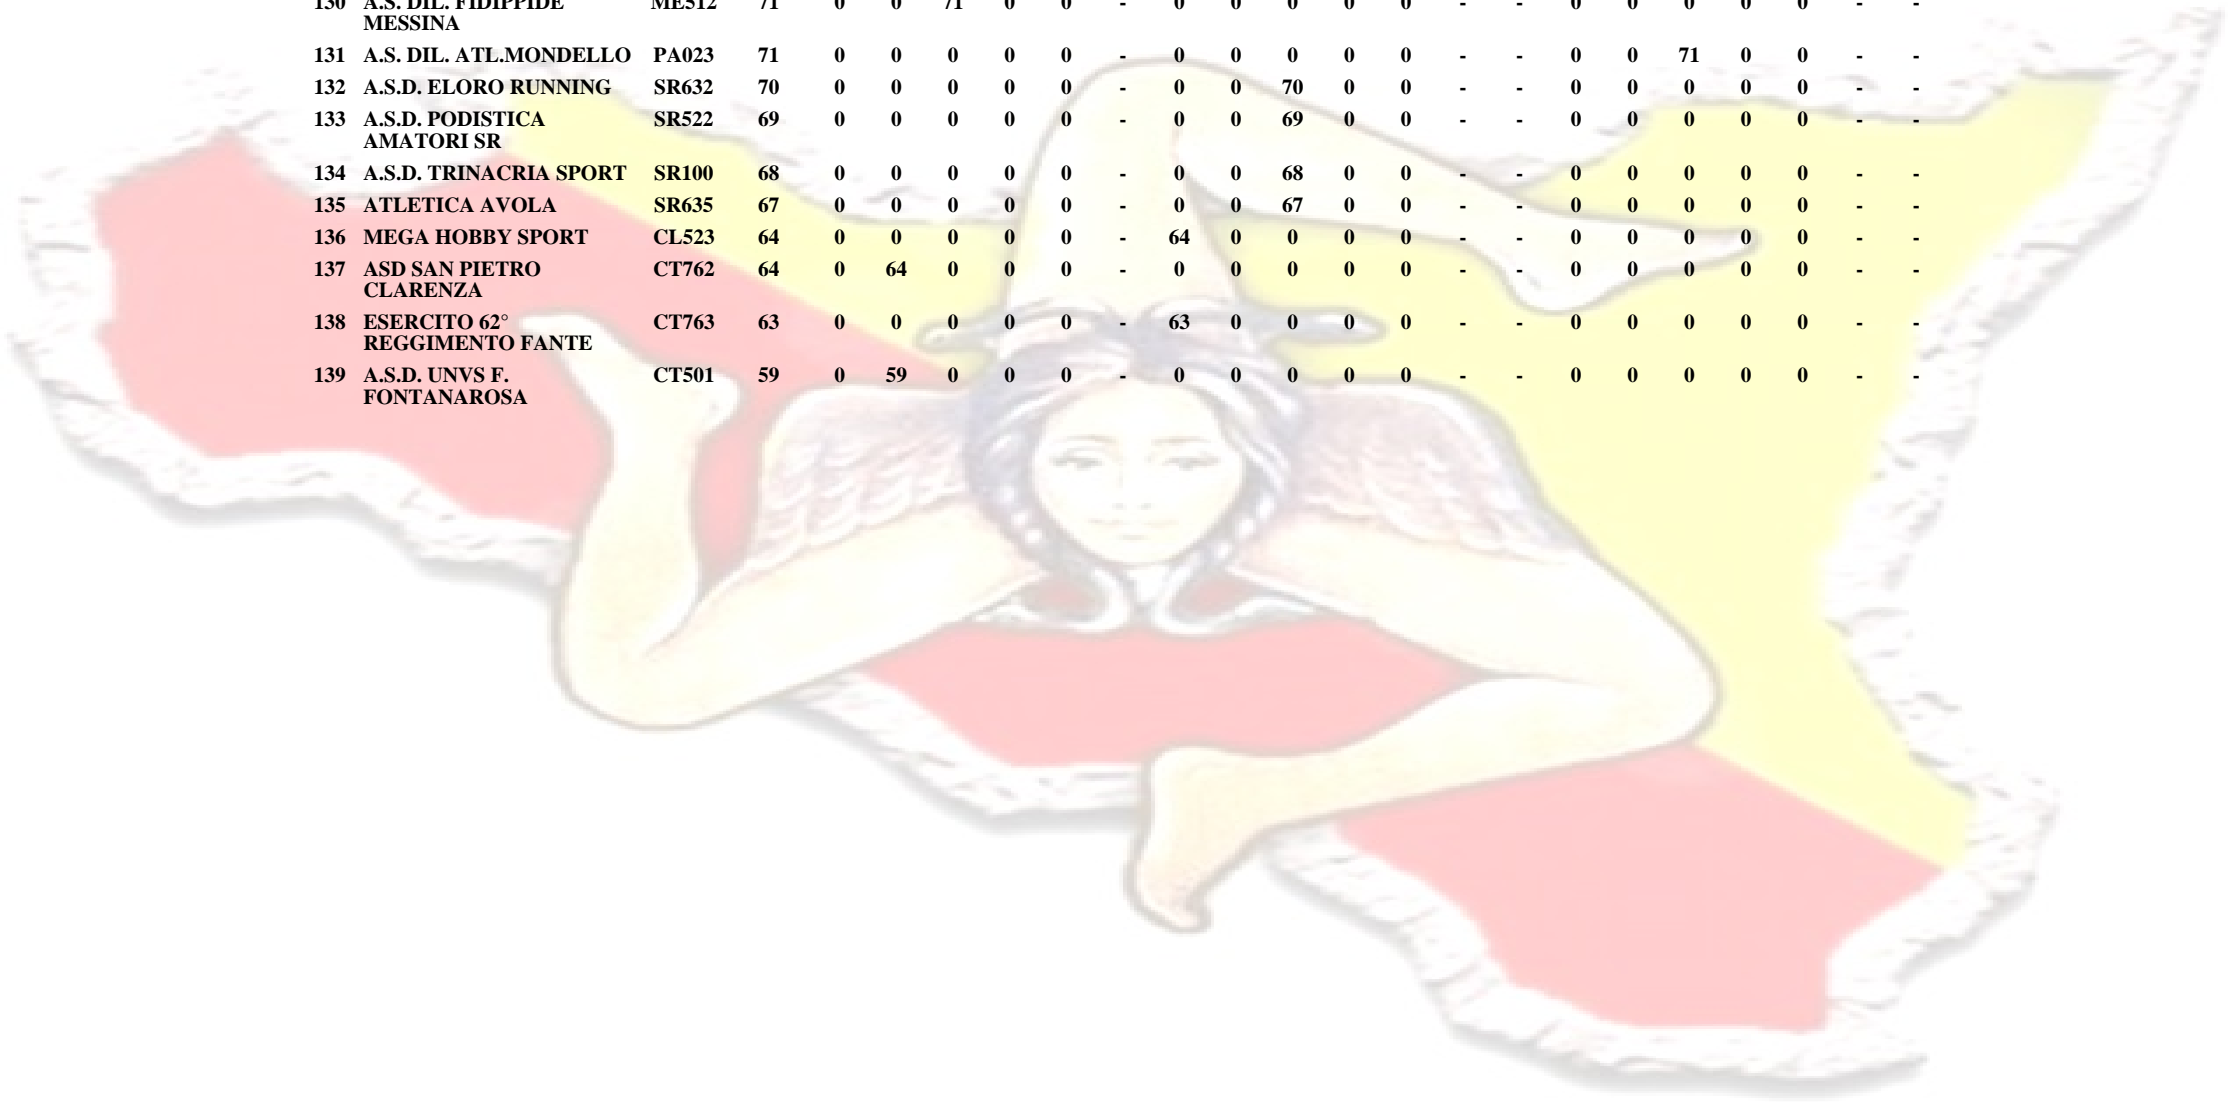 130 A.S. DIL. FIDIPPIDE ME512 71 0 0 71 0 0 - 0 0 0 0 0 - - 0 0 0 0 0 - -
MESSINA
131 A.S. DIL. ATL.MONDELLO PA023 71 0 0 0 0 0 - 0 0 0 0 0 - - 0 0 71 0 0 - -
132 A.S.D. ELORO RUNNING SR632 70 0 0 0 0 0 - 0 0 70 0 0 - - 0 0 0 0 0 - -
133 A.S.D. PODISTICA SR522 69 0 0 0 0 0 - 0 0 69 0 0 - - 0 0 0 0 0 - -
AMATORI SR
134 A.S.D. TRINACRIA SPORT SR100 68 0 0 0 0 0 - 0 0 68 0 0 - - 0 0 0 0 0 - -
135 ATLETICA AVOLA SR635 67 0 0 0 0 0 - 0 0 67 0 0 - - 0 0 0 0 0 - -
136 MEGA HOBBY SPORT CL523 64 0 0 0 0 0 - 64 0 0 0 0 - - 0 0 0 0 0 - -
137 ASD SAN PIETRO CT762 64 0 64 0 0 0 - 0 0 0 0 0 - - 0 0 0 0 0 - -
CLARENZA
138 ESERCITO 62° CT763 63 0 0 0 0 0 - 63 0 0 0 0 - - 0 0 0 0 0 - -
REGGIMENTO FANTE
139 A.S.D. UNVS F. CT501 59 0 59 0 0 0 - 0 0 0 0 0 - - 0 0 0 0 0 - -
FONTANAROSA